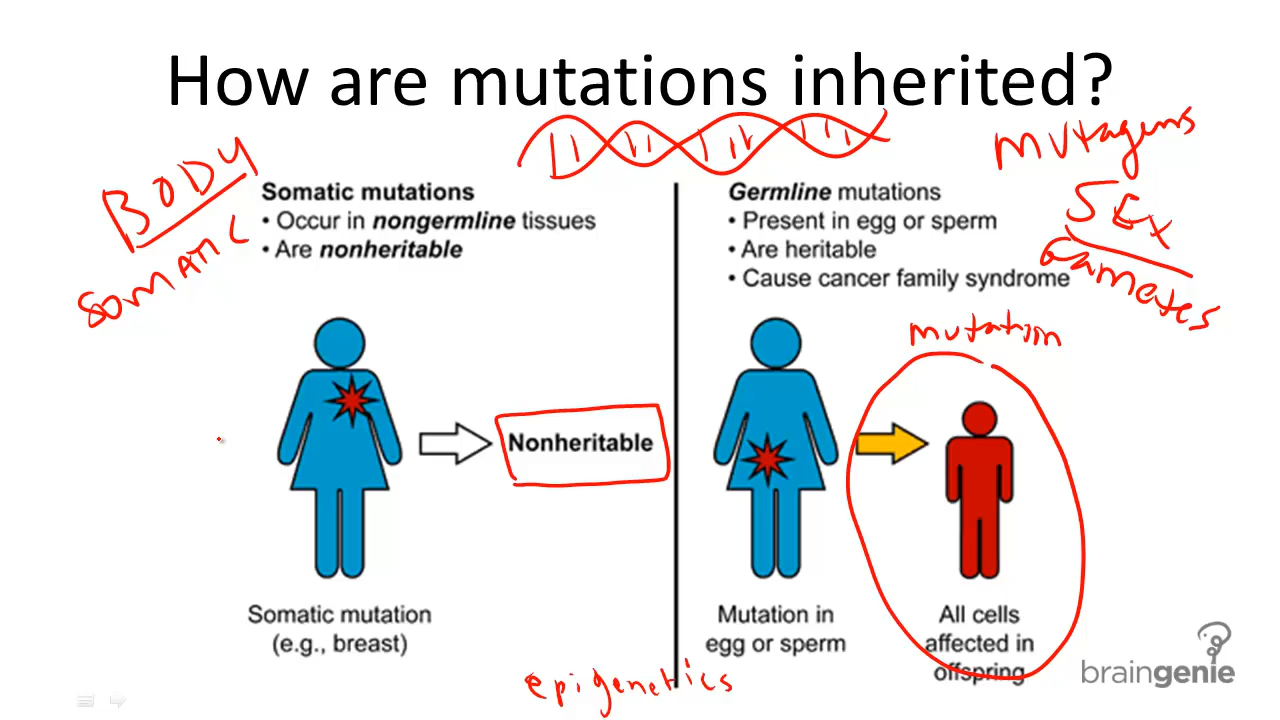 How are mutations inherited?
BODY
SOMATIC
Somatic mutations
• Occur in nongermline tissues
• Are nonheritable
Nonheritable
Somatic mutation
(e.g., breast)
mutagens
SEX
Gametes
Germline mutations
• Present in egg or sperm
• Are heritable
• Cause cancer family syndrome
mutation
Mutation in
egg or sperm
All cells
affected in
offspring
epigenetics
braingenie